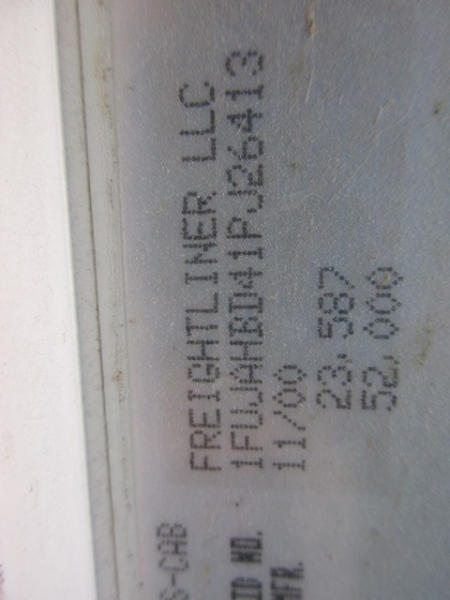 FREIGHTLINER LLC
1FUJAHBD41PJ26413
11/00
23,587
52,000
S-CAB
ID NO.
MFR.